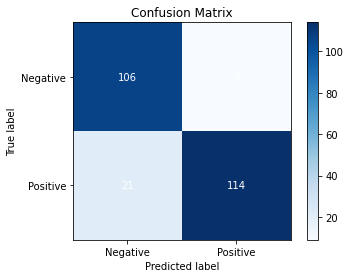 Confusion Matrix
True label
Negative
106
Positive
21
114
Negative
Positive
Predicted label
100
80
60
40
20